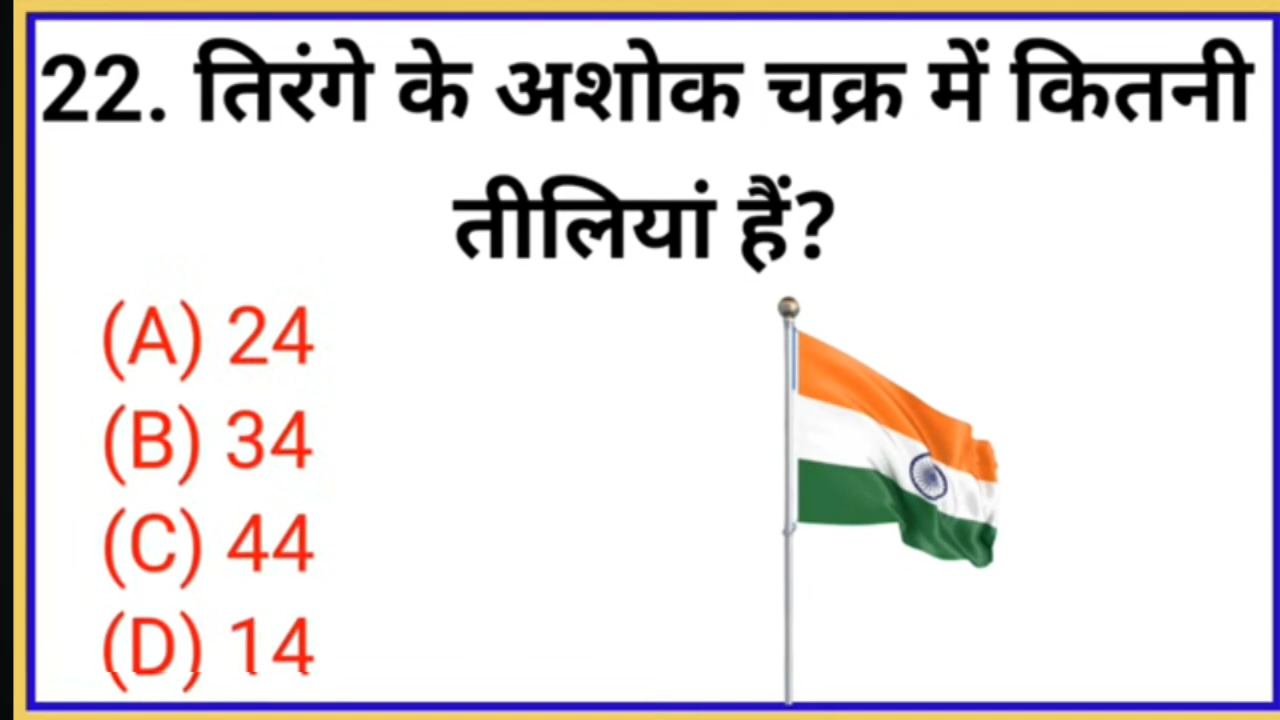 22. तिरंगे के अशोक चक्र में कितनी
तीलियां हैं?
(A) 24
(B) 34
(C) 44
(D) 14